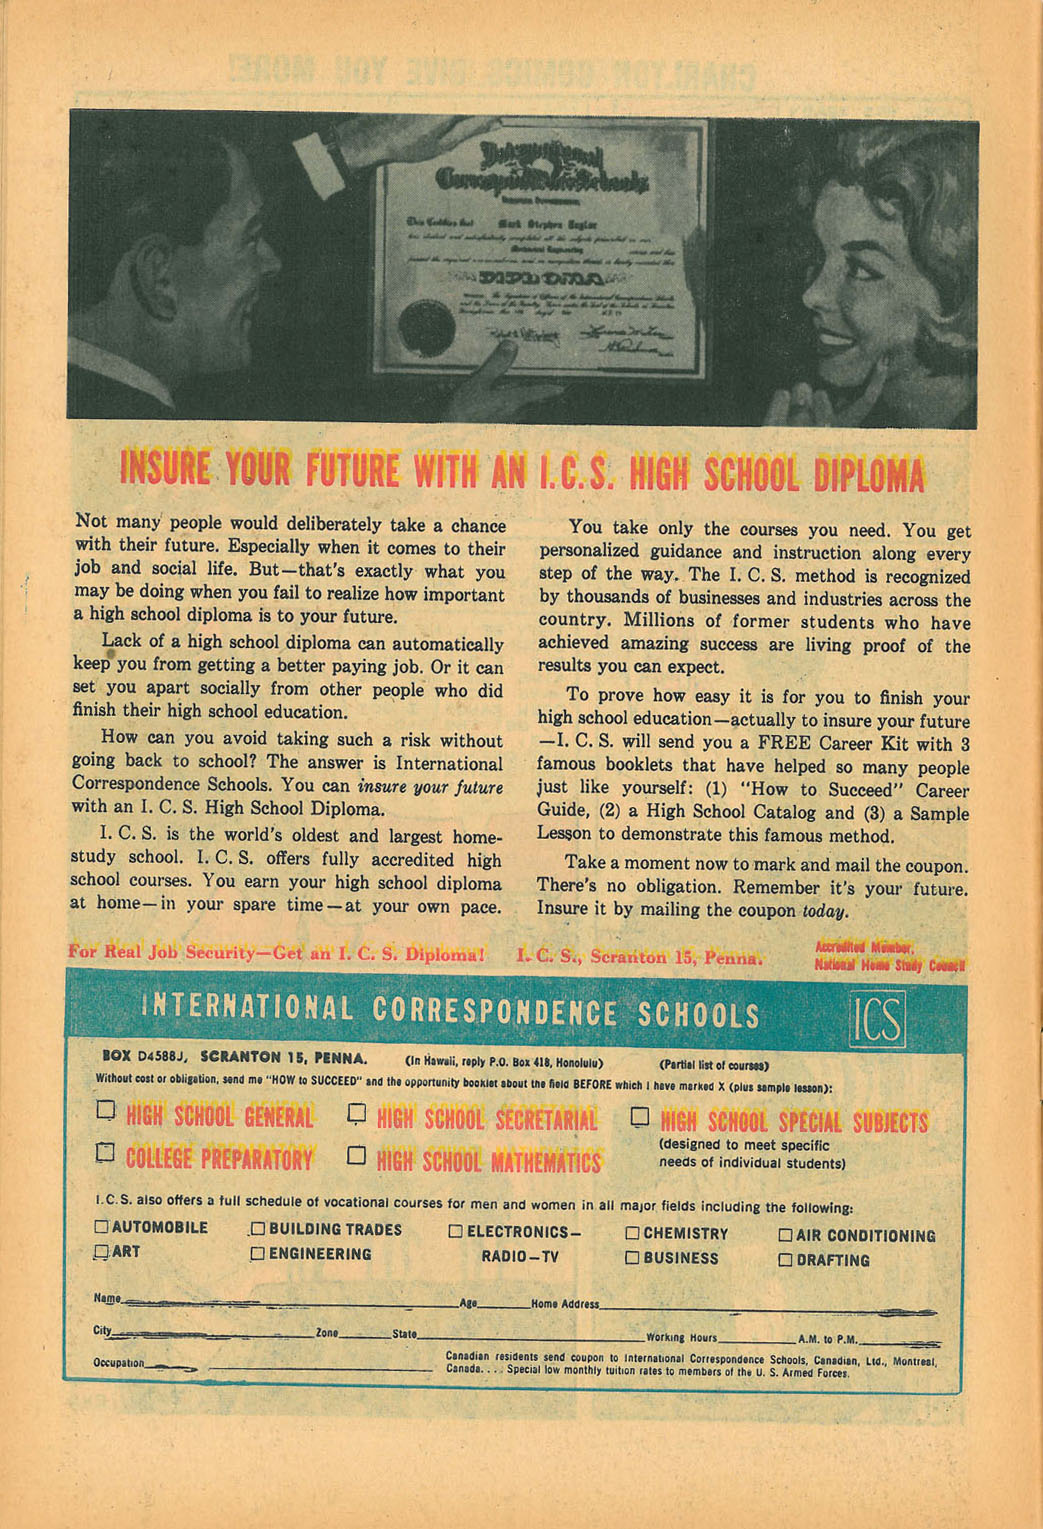 International
Correspondence Schools
This Certifies that Mark Stephen Taylor
Mechanical Engineering
DIPLOMA
INSURE YOUR FUTURE WITH AN I.C.S. HIGH SCHOOL DIPLOMA
Not many people would deliberately take a chance
with their future. Especially when it comes to their
job and social life. But—that's exactly what you
may be doing when you fail to realize how important
a high school diploma is to your future.
Lack of a high school diploma can automatically
keep you from getting a better paying job. Or it can
set you apart socially from other people who did
finish their high school education.
How can you avoid taking such a risk without
going back to school? The answer is International
Correspondence Schools. You can insure your future
with an I. C. S. High School Diploma.
I. C. S. is the world's oldest and largest home-
study school. I. C. S. offers fully accredited high
school courses. You earn your high school diploma
at home—in your spare time—at your own pace.
You take only the courses you need. You get
personalized guidance and instruction along every
step of the way. The I. C. S. method is recognized
by thousands of businesses and industries across the
country. Millions of former students who have
achieved amazing success are living proof of the
results you can expect.
To prove how easy it is for you to finish your
high school education—actually to insure your future
—I. C. S. will send you a FREE Career Kit with 3
famous booklets that have helped so many people
just like yourself: (1) "How to Succeed" Career
Guide, (2) a High School Catalog and (3) a Sample
Lesson to demonstrate this famous method.
Take a moment now to mark and mail the coupon.
There's no obligation. Remember it's your future.
Insure it by mailing the coupon today.
For Real Job Security—Get an I. C. S. Diploma! I. C. S., Scranton 15, Penna.
Accredited Member,
National Home Study Council
INTERNATIONAL CORRESPONDENCE SCHOOLS ICS
BOX D4588J, SCRANTON 15, PENNA. (In Hawaii, reply P.O. Box 418, Honolulu) (Partial list of courses)
Without cost or obligation, send me "HOW to SUCCEED" and the opportunity booklet about the field BEFORE which I have marked X (plus sample lesson):
HIGH SCHOOL GENERAL HIGH SCHOOL SECRETARIAL HIGH SCHOOL SPECIAL SUBJECTS
(designed to meet specific
COLLEGE PREPARATORY HIGH SCHOOL MATHEMATICS needs of individual students)
I.C.S. also offers a full schedule of vocational courses for men and women in all major fields including the following:
AUTOMOBILE BUILDING TRADES ELECTRONICS— CHEMISTRY AIR CONDITIONING
ART ENGINEERING RADIO—TV BUSINESS DRAFTING
Name Age Home Address
City Zone State Working Hours A.M. to P.M.
Occupation
Canadian residents send coupon to International Correspondence Schools, Canadian, Ltd., Montreal,
Canada. . . . Special low monthly tuition rates to members of the U. S. Armed Forces.